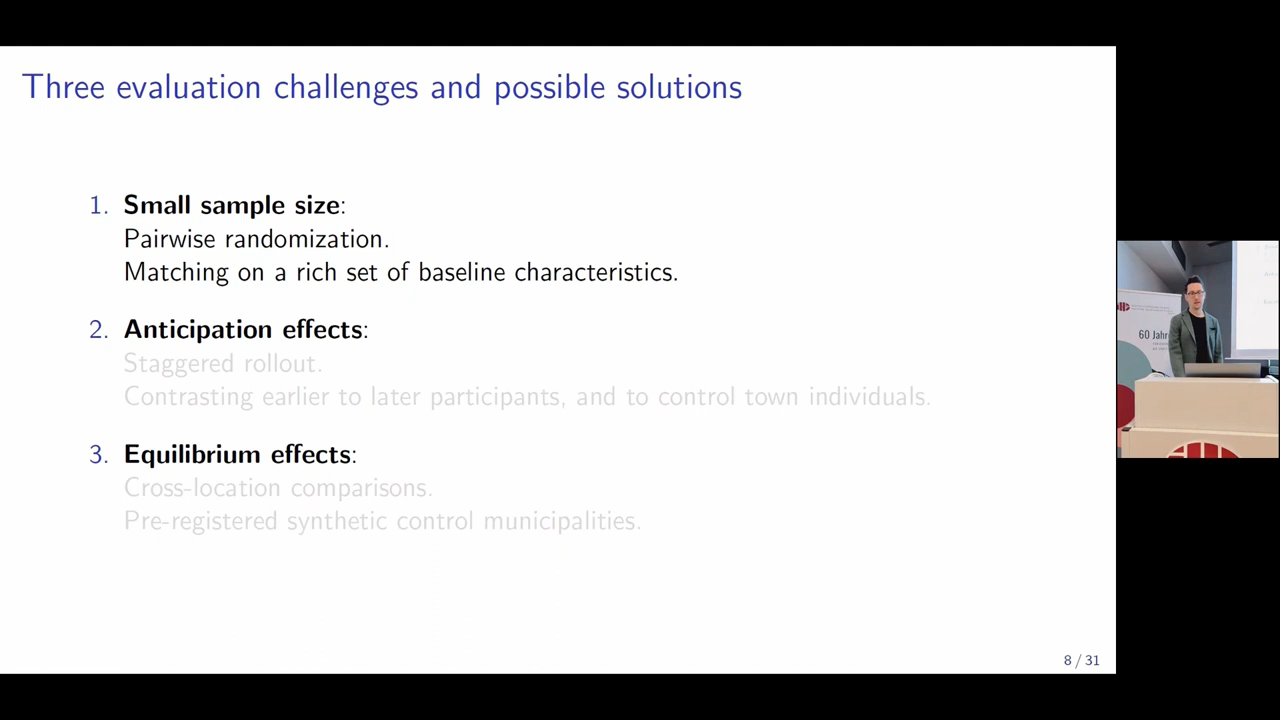 Three evaluation challenges and possible solutions
1. Small sample size:
Pairwise randomization.
Matching on a rich set of baseline characteristics.
2. Anticipation effects:
Staggered rollout.
Contrasting earlier to later participants, and to control town individuals.
3. Equilibrium effects:
Cross-location comparisons.
Pre-registered synthetic control municipalities.
8 / 31
60 Jahre